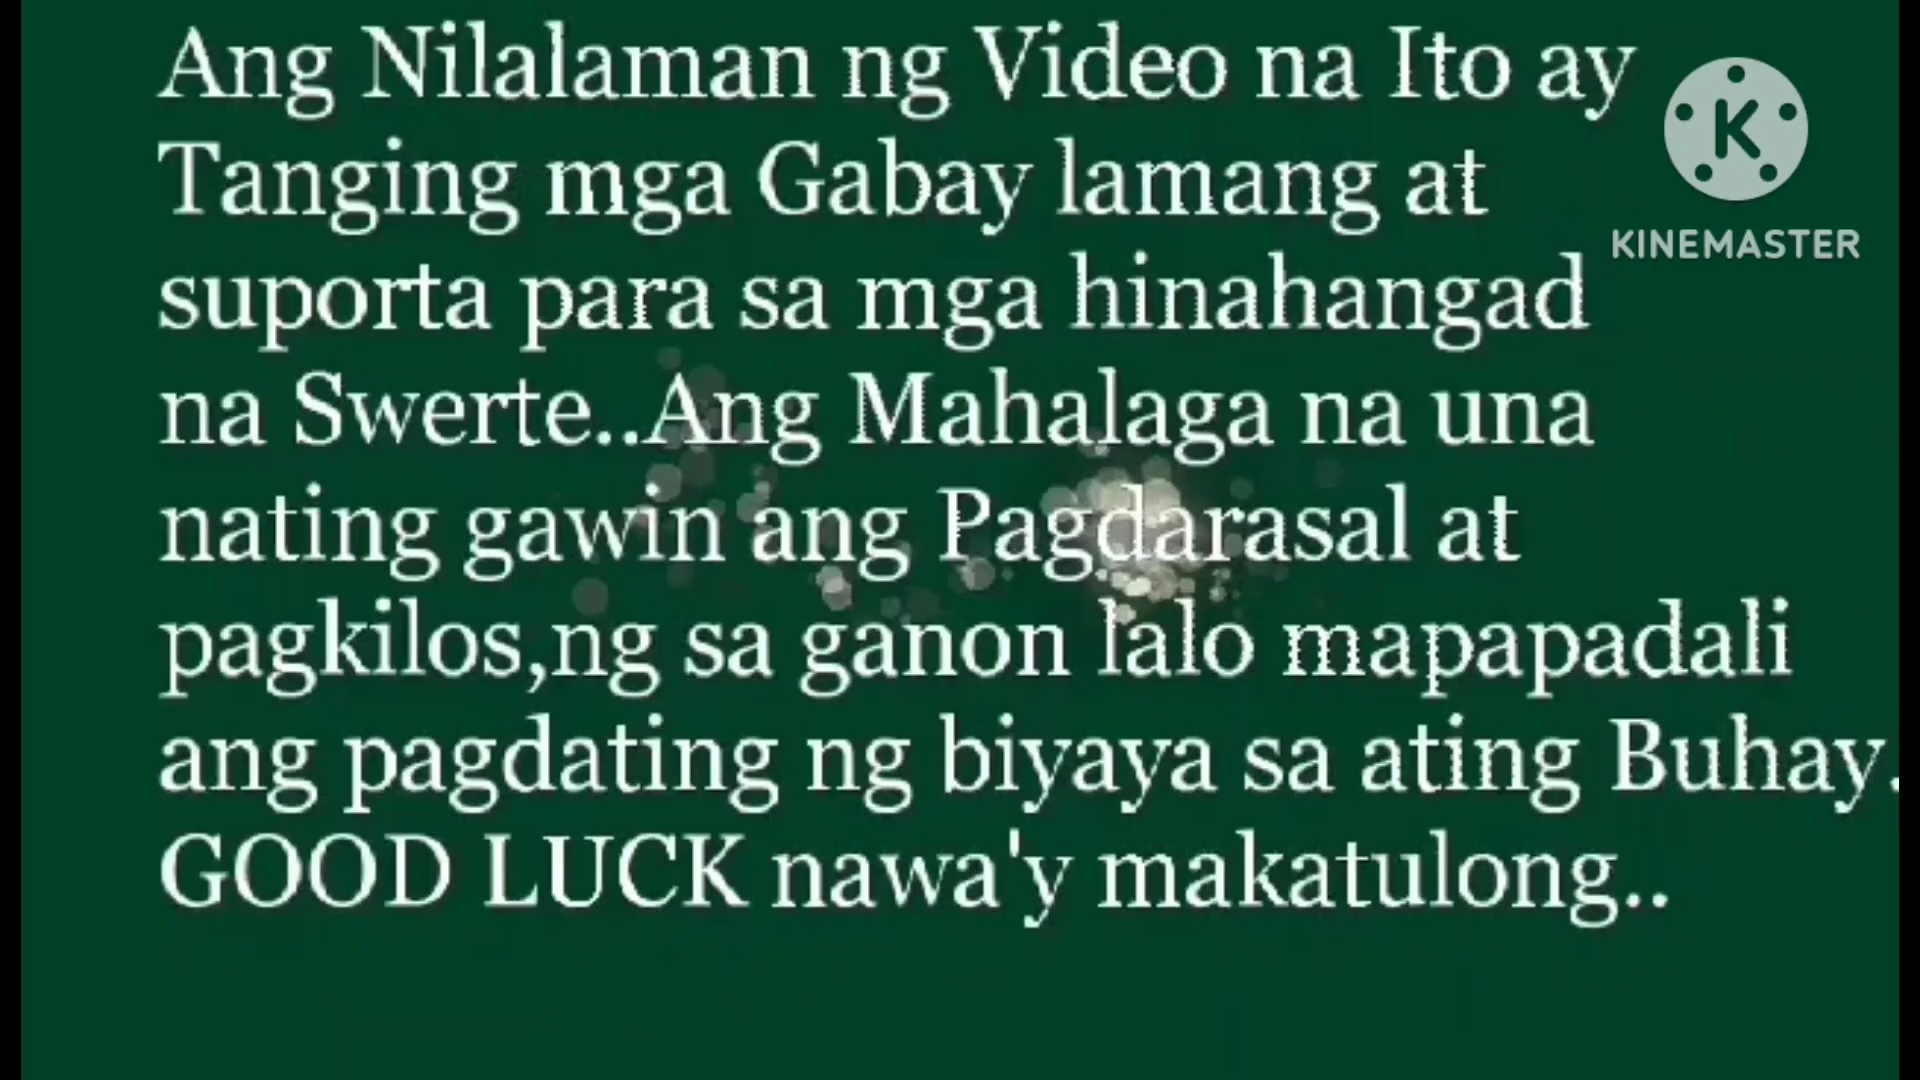 Ang Nilalaman ng Video na Ito ay
Tanging mga Gabay lamang at
suporta para sa mga hinahangad
na Swerte..Ang Mahalaga na una
nating gawin ang Pagdarasal at
pagkilos,ng sa ganon lalo mapapadali
ang pagdating ng biyaya sa ating Buhay.
GOOD LUCK nawa'y makatulong..
K
KINEMASTER